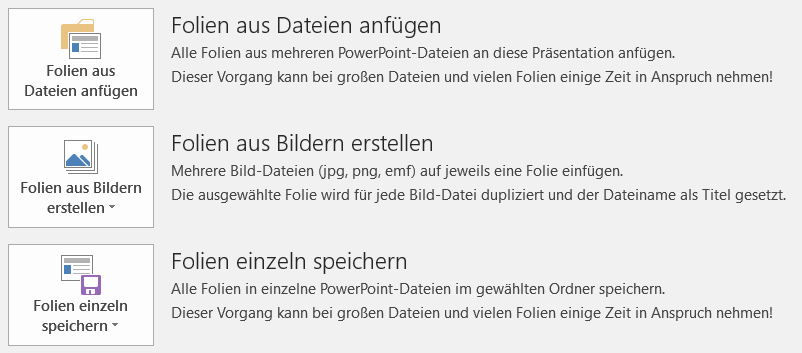 Folien aus
Dateien anfügen
Folien aus Dateien anfügen
Alle Folien aus mehreren PowerPoint-Dateien an diese Präsentation anfügen.
Dieser Vorgang kann bei großen Dateien und vielen Folien einige Zeit in Anspruch nehmen!
Folien aus Bildern
erstellen
Folien aus Bildern erstellen
Mehrere Bild-Dateien (jpg, png, emf) auf jeweils eine Folie einfügen.
Die ausgewählte Folie wird für jede Bild-Datei dupliziert und der Dateiname als Titel gesetzt.
Folien einzeln
speichern
Folien einzeln speichern
Alle Folien in einzelne PowerPoint-Dateien im gewählten Ordner speichern.
Dieser Vorgang kann bei großen Dateien und vielen Folien einige Zeit in Anspruch nehmen!